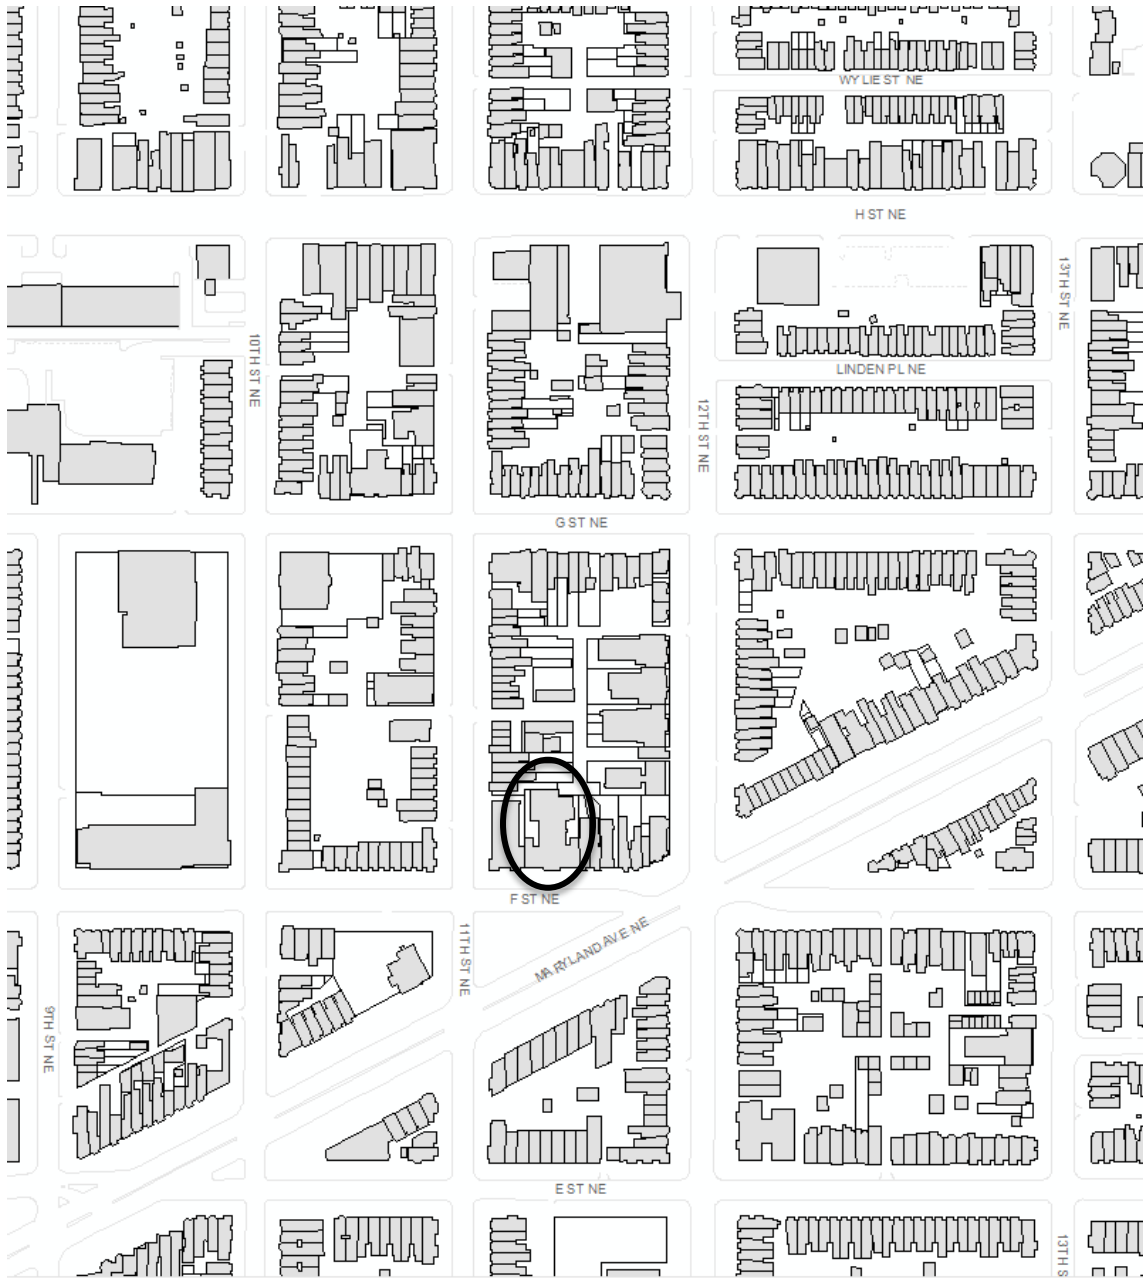 WYLIE ST NE
H ST NE
13TH ST NE
10TH ST NE
LINDEN PL NE
12TH ST NE
G ST NE
F ST NE
MARYLAND AVE NE
11TH ST NE
9TH ST NE
E ST NE
13TH S